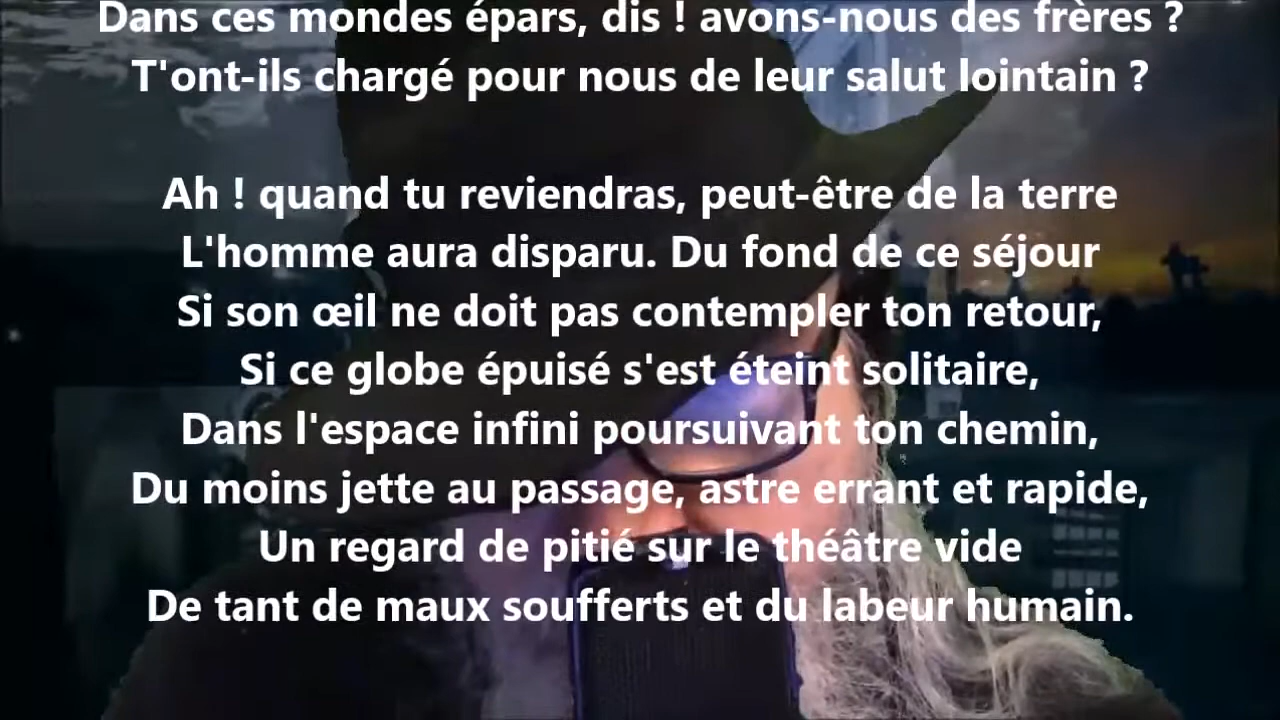 Dans ces mondes épars, dis ! avons-nous des frères ?
T'ont-ils chargé pour nous de leur salut lointain ?
Ah ! quand tu reviendras, peut-être de la terre
L'homme aura disparu. Du fond de ce séjour
Si son œil ne doit pas contempler ton retour,
Si ce globe épuisé s'est éteint solitaire,
Dans l'espace infini poursuivant ton chemin,
Du moins jette au passage, astre errant et rapide,
Un regard de pitié sur le théâtre vide
De tant de maux soufferts et du labeur humain.